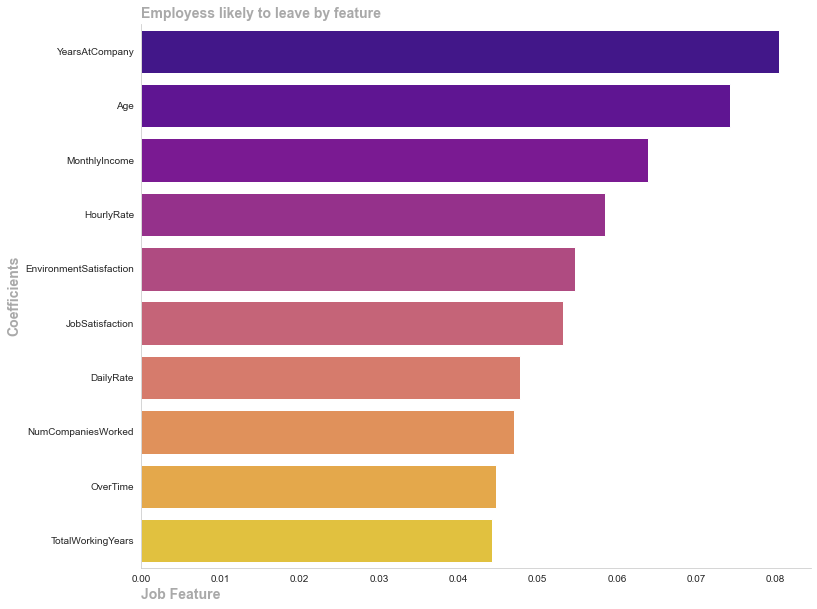 Employess likely to leave by feature
YearsAtCompany
Age
MonthlyIncome
HourlyRate
EnvironmentSatisfaction
JobSatisfaction
DailyRate
NumCompaniesWorked
OverTime
TotalWorkingYears
Coefficients
0.00 0.01 0.02 0.03 0.04 0.05 0.06 0.07 0.08
Job Feature